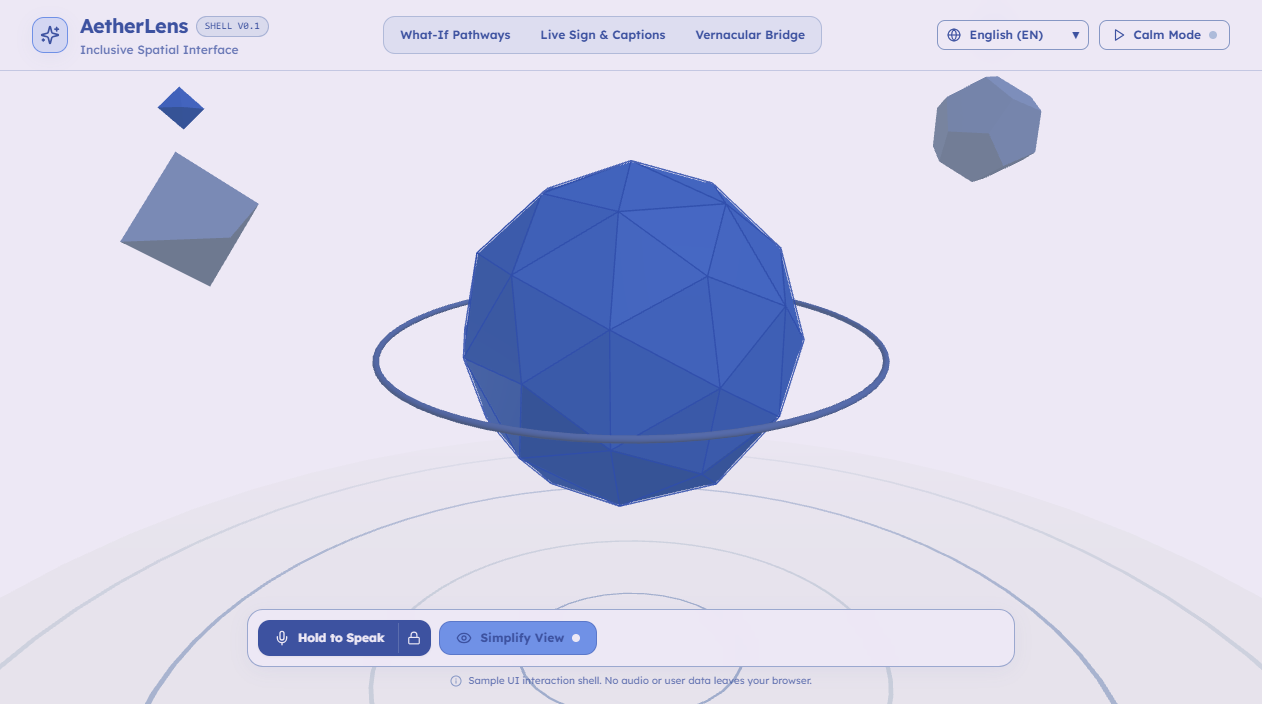 AetherLens
SHELL V0.1
Inclusive Spatial Interface
What-If Pathways
Live Sign & Captions
Vernacular Bridge
English (EN)
Calm Mode
Hold to Speak
Simplify View
Sample UI interaction shell. No audio or user data leaves your browser.